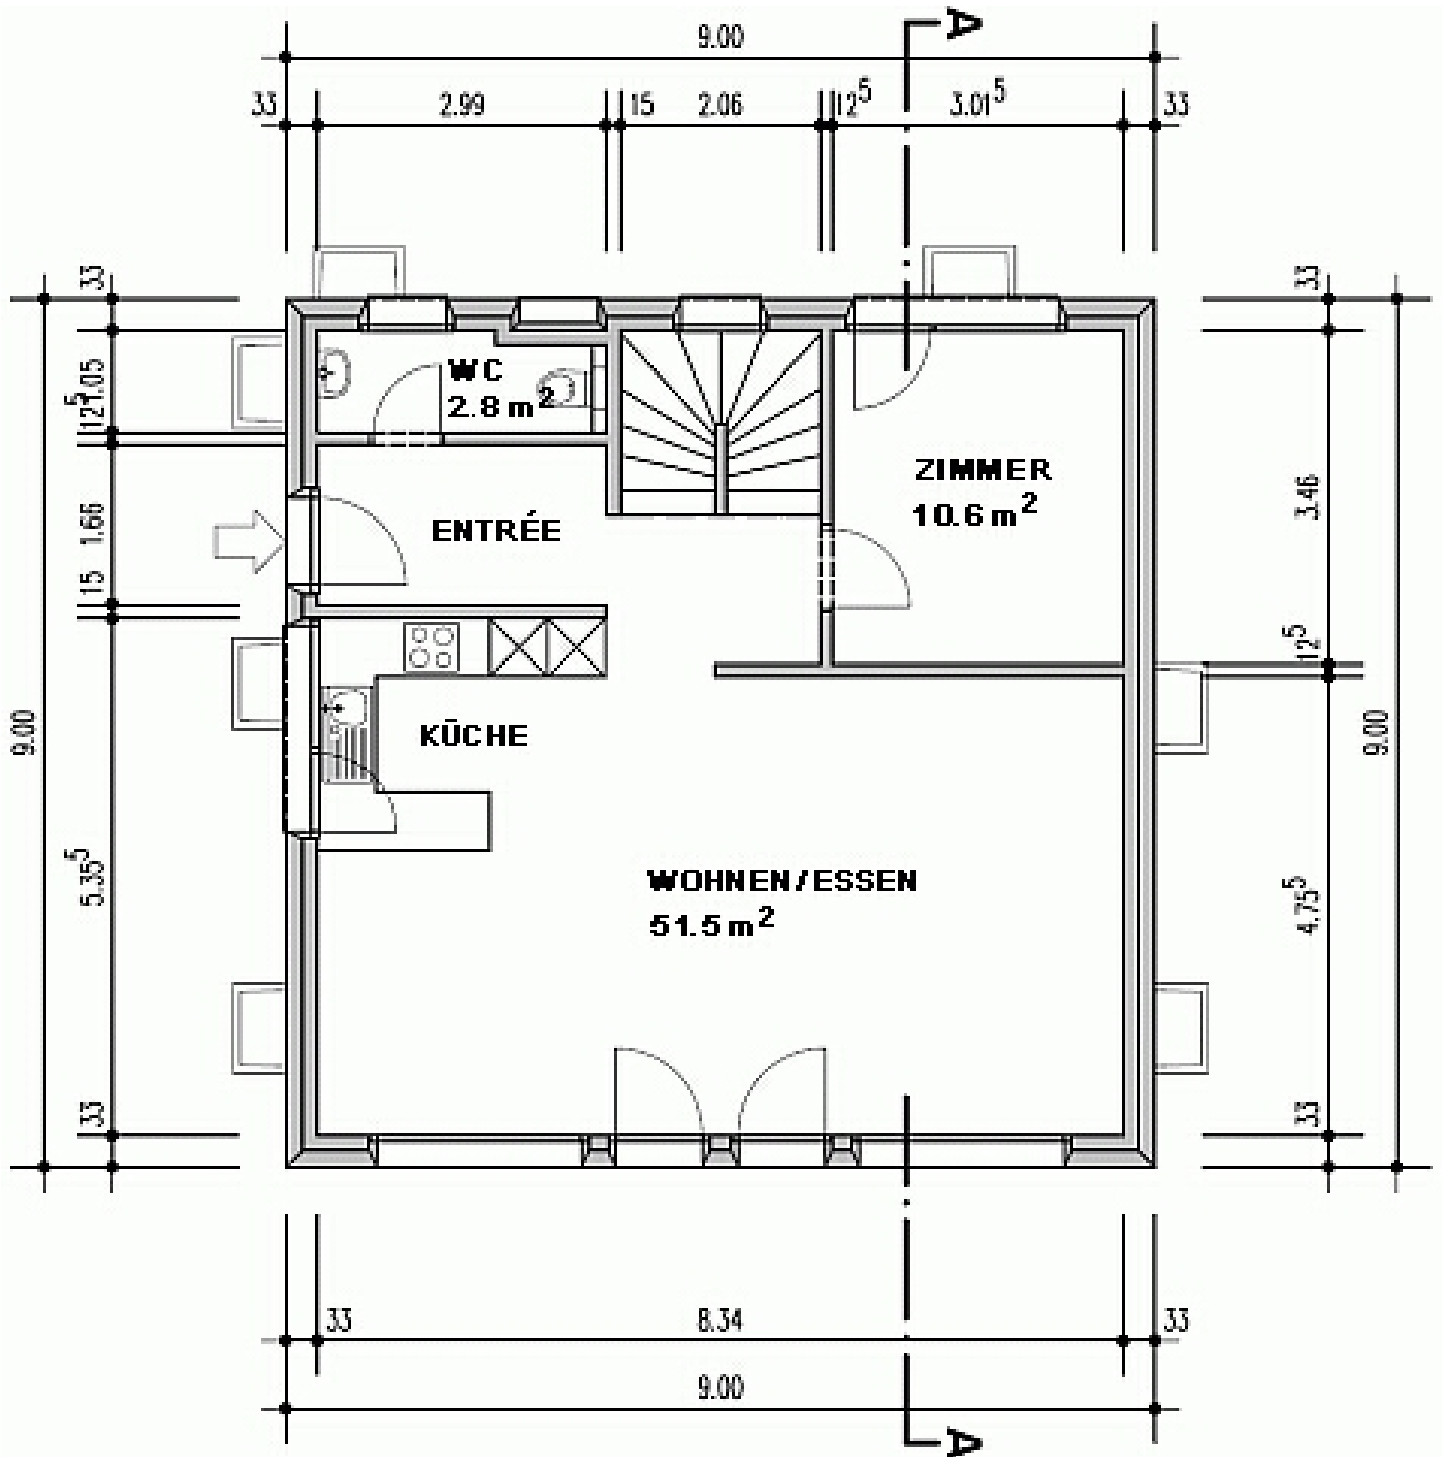 A
9.00
33 2.99 15 2.06 12⁵ 3.01⁵ 33
33
33
1.05
12⁵
WC
2.8 m²
ZIMMER
10.6 m²
3.46
1.66
ENTRÉE
15
12⁵
9.00
KÜCHE
9.00
5.35⁵
WOHNEN/ESSEN
51.5 m²
4.75⁵
33
33
33 8.34 33
9.00
A